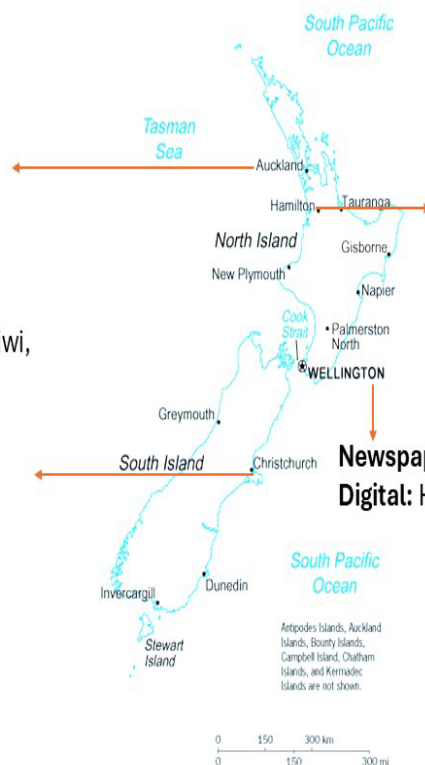 South Pacific
Ocean
Tasman
Sea
Auckland
Hamilton
Tauranga
North Island
Gisborne
New Plymouth
Napier
Cook
Strait
Palmerston
North
WELLINGTON
Greymouth
South Island
Christchurch
Digital:
South Pacific
Ocean
Dunedin
Invercargill
Stewart
Island
Antipodes Islands, Auckland
Islands, Bounty Islands,
Campbell Island, Chatham
Islands, and Kermadec
Islands are not shown.
0 150 300 km
0 150 300 mi